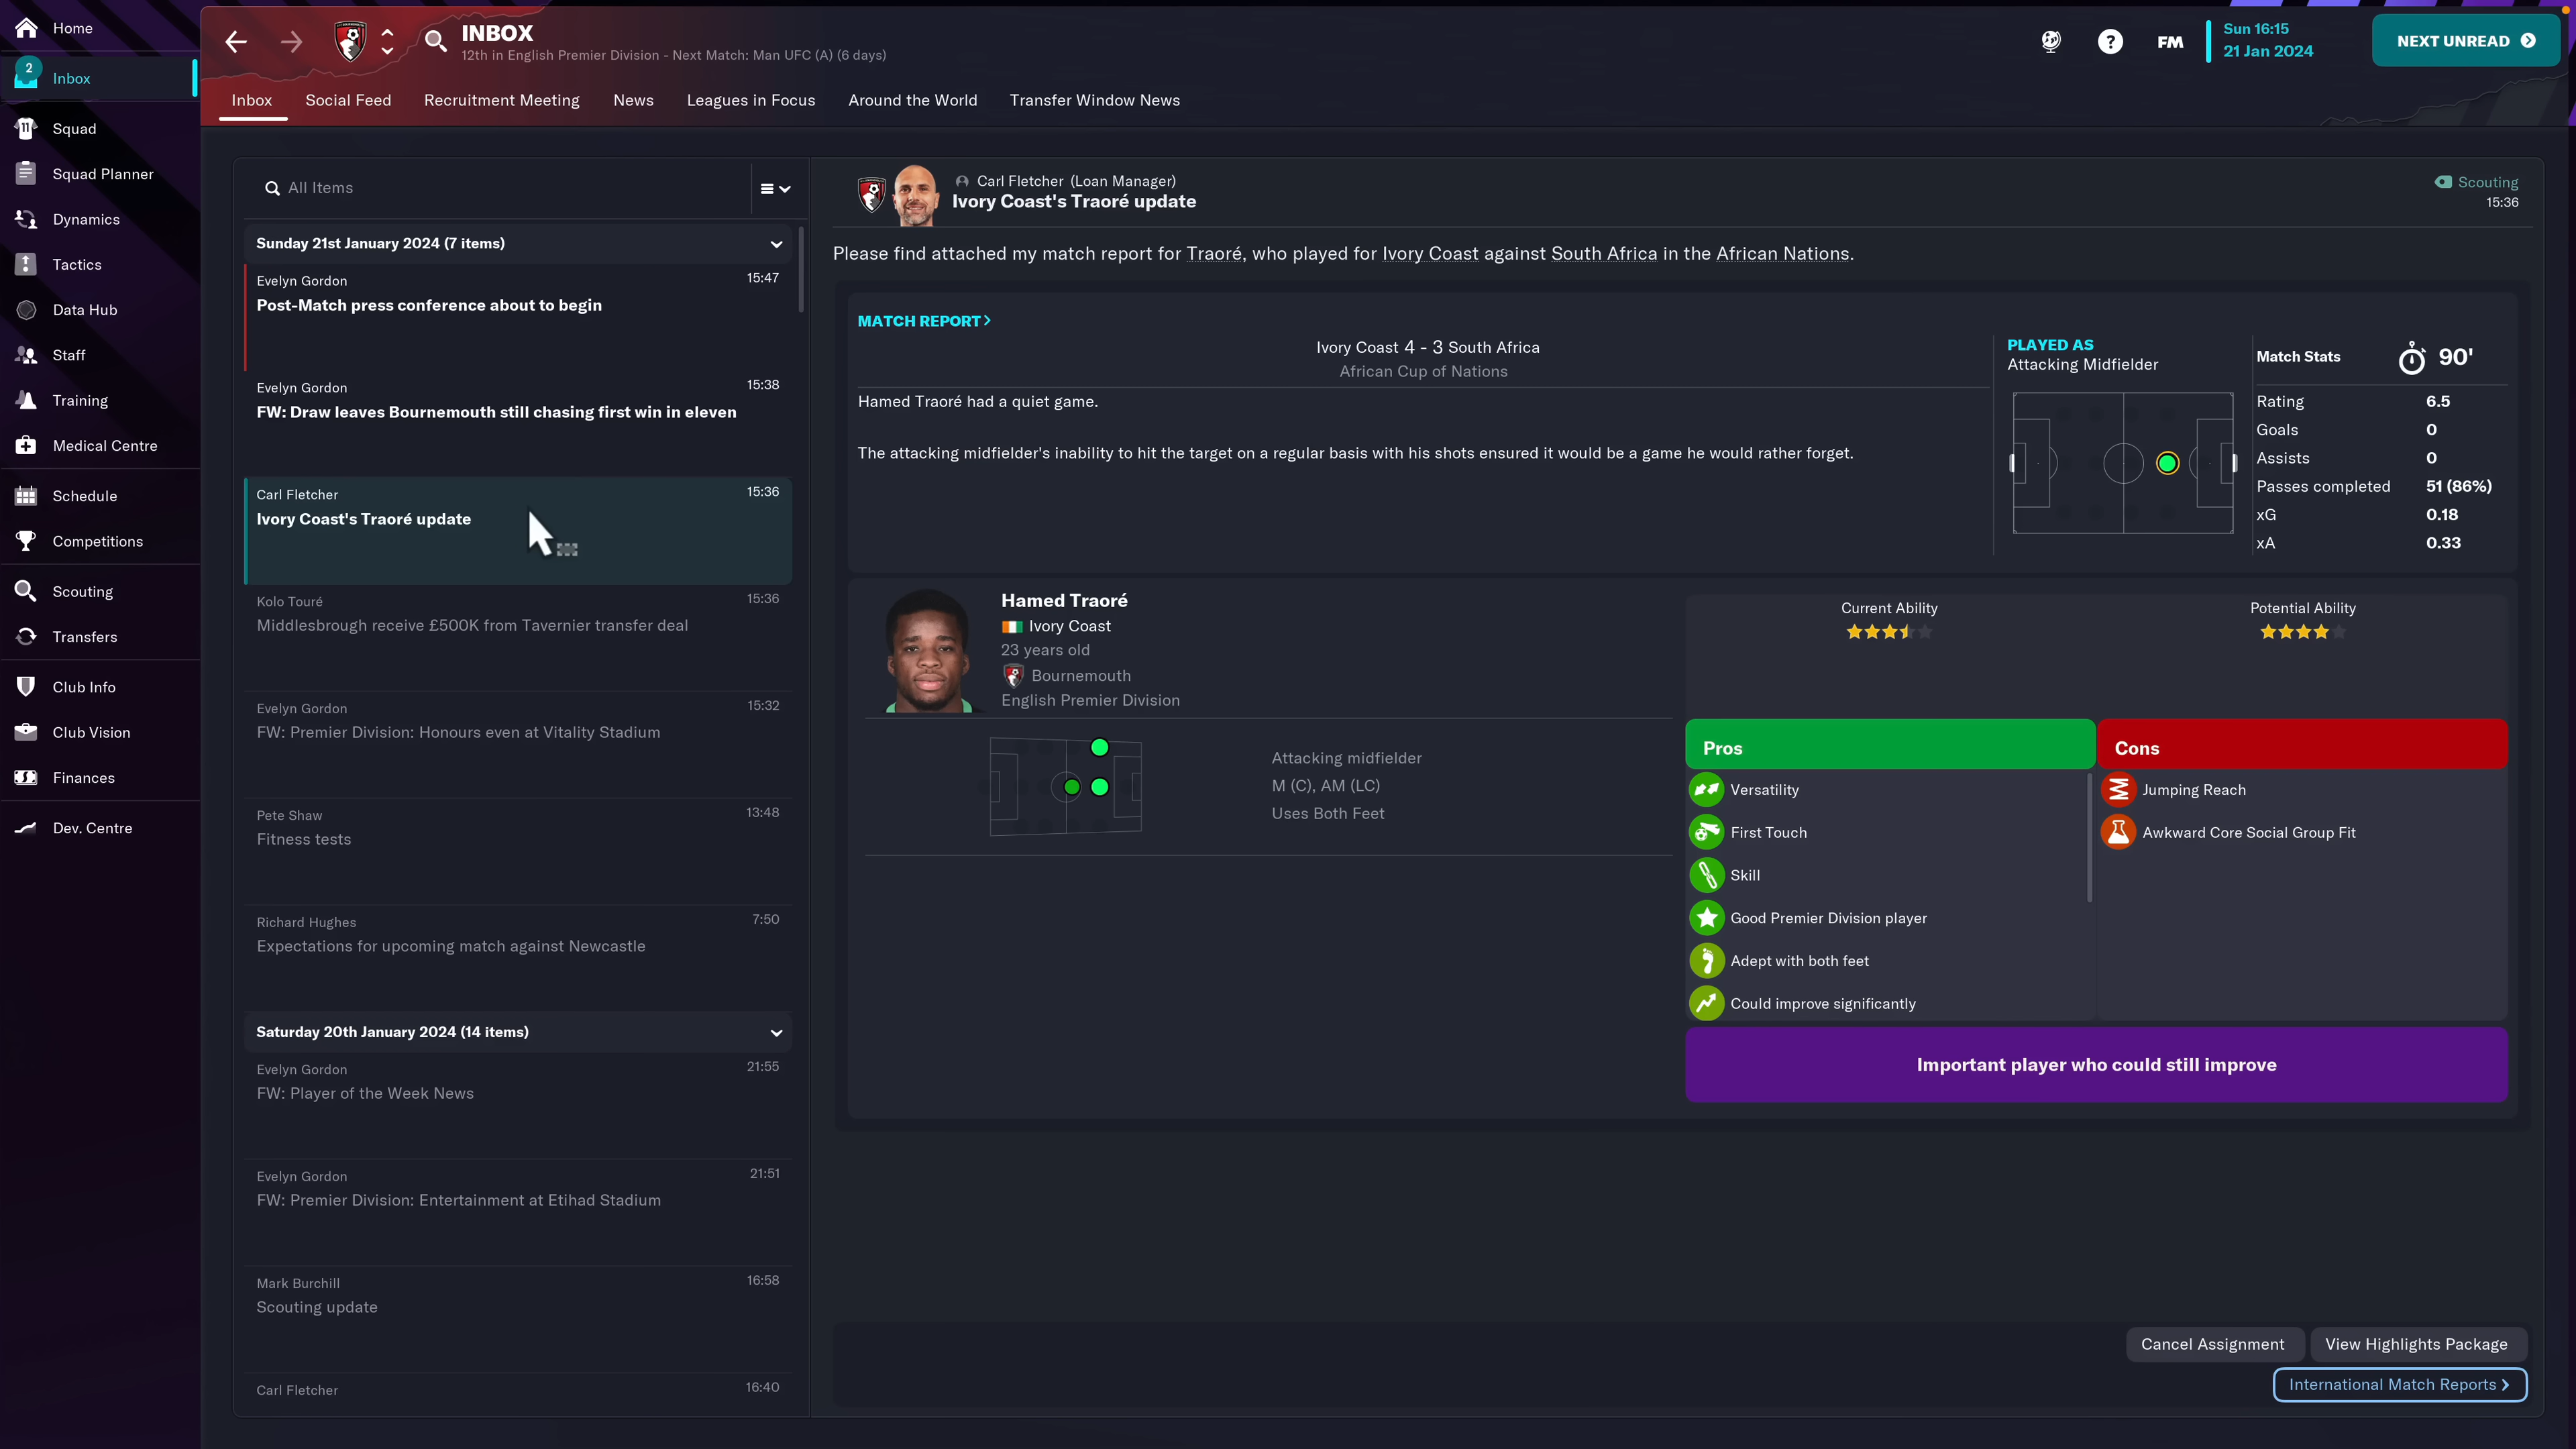 Home
2
Inbox
Squad
Squad Planner
Dynamics
Tactics
Data Hub
Staff
Training
Medical Centre
Schedule
Competitions
Scouting
Transfers
Club Info
Club Vision
Finances
Dev. Centre
INBOX
12th in English Premier Division - Next Match: Man UFC (A) (6 days)
?
FM
Sun 16:15
21 Jan 2024
NEXT UNREAD
Inbox Social Feed Recruitment Meeting News Leagues in Focus Around the World Transfer Window News
All Items
Sunday 21st January 2024 (7 items)
Evelyn Gordon 15:47
Post-Match press conference about to begin
Evelyn Gordon 15:38
FW: Draw leaves Bournemouth still chasing first win in eleven
Carl Fletcher 15:36
Ivory Coast's Traoré update
Kolo Touré 15:36
Middlesbrough receive £500K from Tavernier transfer deal
Evelyn Gordon 15:32
FW: Premier Division: Honours even at Vitality Stadium
Pete Shaw 13:48
Fitness tests
Richard Hughes 7:50
Expectations for upcoming match against Newcastle
Saturday 20th January 2024 (14 items)
Evelyn Gordon 21:55
FW: Player of the Week News
Evelyn Gordon 21:51
FW: Premier Division: Entertainment at Etihad Stadium
Mark Burchill 16:58
Scouting update
Carl Fletcher 16:40
Carl Fletcher (Loan Manager)
Ivory Coast's Traoré update
Scouting
15:36
Please find attached my match report for Traoré, who played for Ivory Coast against South Africa in the African Nations.
MATCH REPORT
Ivory Coast 4 - 3 South Africa
African Cup of Nations
Hamed Traoré had a quiet game.
The attacking midfielder's inability to hit the target on a regular basis with his shots ensured it would be a game he would rather forget.
PLAYED AS
Attacking Midfielder
Match Stats 90'
Rating 6.5
Goals 0
Assists 0
Passes completed 51 (86%)
xG 0.18
xA 0.33
Hamed Traoré
Ivory Coast
23 years old
Bournemouth
English Premier Division
Attacking midfielder
M (C), AM (LC)
Uses Both Feet
Current Ability
Potential Ability
Pros
Versatility
First Touch
Skill
Good Premier Division player
Adept with both feet
Could improve significantly
Cons
Jumping Reach
Awkward Core Social Group Fit
Important player who could still improve
Cancel Assignment
View Highlights Package
International Match Reports